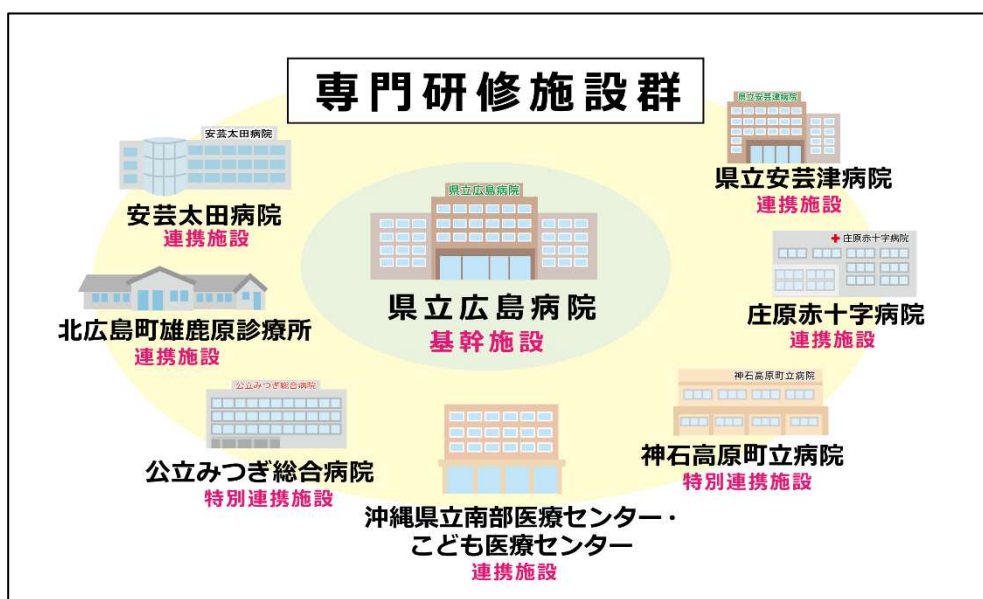 専門研修施設群
安芸太田病院
安芸太田病院
連携施設
県立広島病院
県立広島病院
基幹施設
県立安芸津病院
県立安芸津病院
連携施設
北広島町雄鹿原診療所
連携施設
庄原赤十字病院
庄原赤十字病院
連携施設
公立みつぎ総合病院
公立みつぎ総合病院
特別連携施設
沖縄県立南部医療センター・
こども医療センター
連携施設
神石高原町立病院
神石高原町立病院
特別連携施設